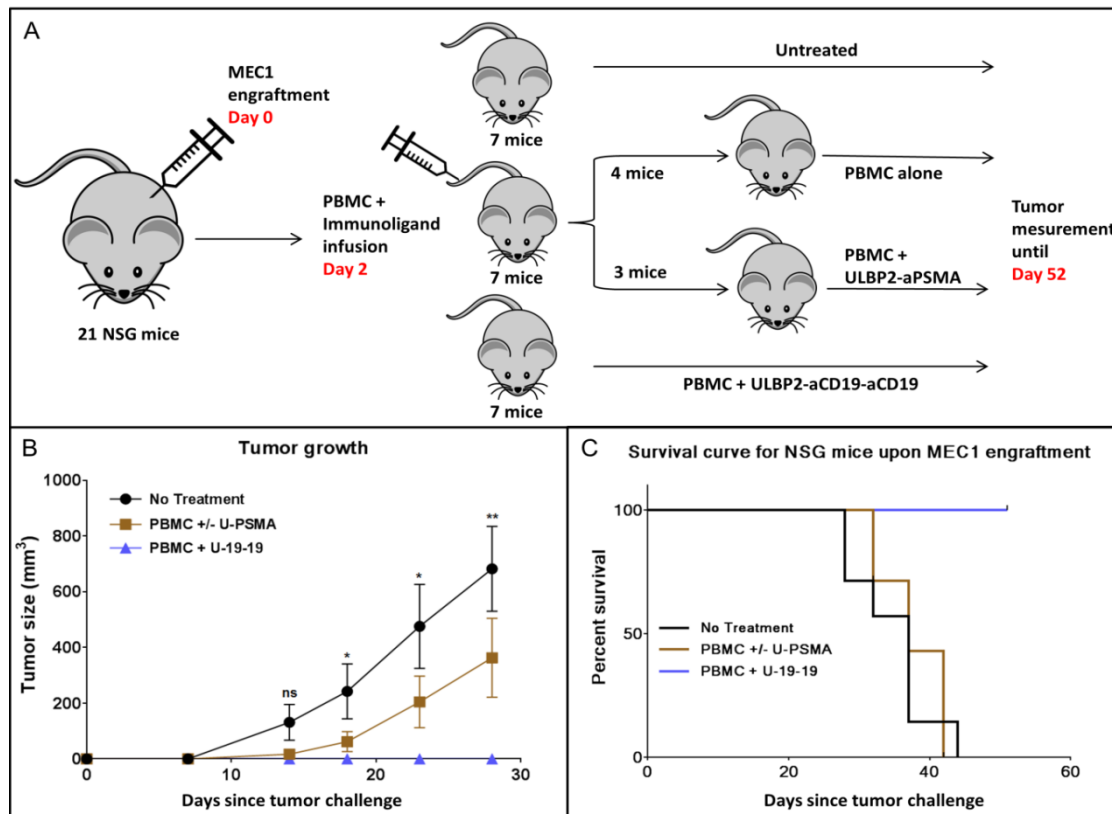 A
MEC1
engraftment
Day 0
21 NSG mice
PBMC +
Immunoligand
infusion
Day 2
7 mice
7 mice
7 mice
Untreated
4 mice
PBMC alone
3 mice
PBMC +
ULBP2-aPSMA
PBMC + ULBP2-aCD19-aCD19
Tumor
mesurement
until
Day 52
B
Tumor growth
No Treatment
PBMC +/- U-PSMA
PBMC + U-19-19
Tumor size (mm³)
1000
800
600
400
200
0
ns
*
*
**
0 10 20 30
Days since tumor challenge
C
Survival curve for NSG mice upon MEC1 engraftment
Percent survival
100
50
0
No Treatment
PBMC +/- U-PSMA
PBMC + U-19-19
0 20 40 60
Days since tumor challenge